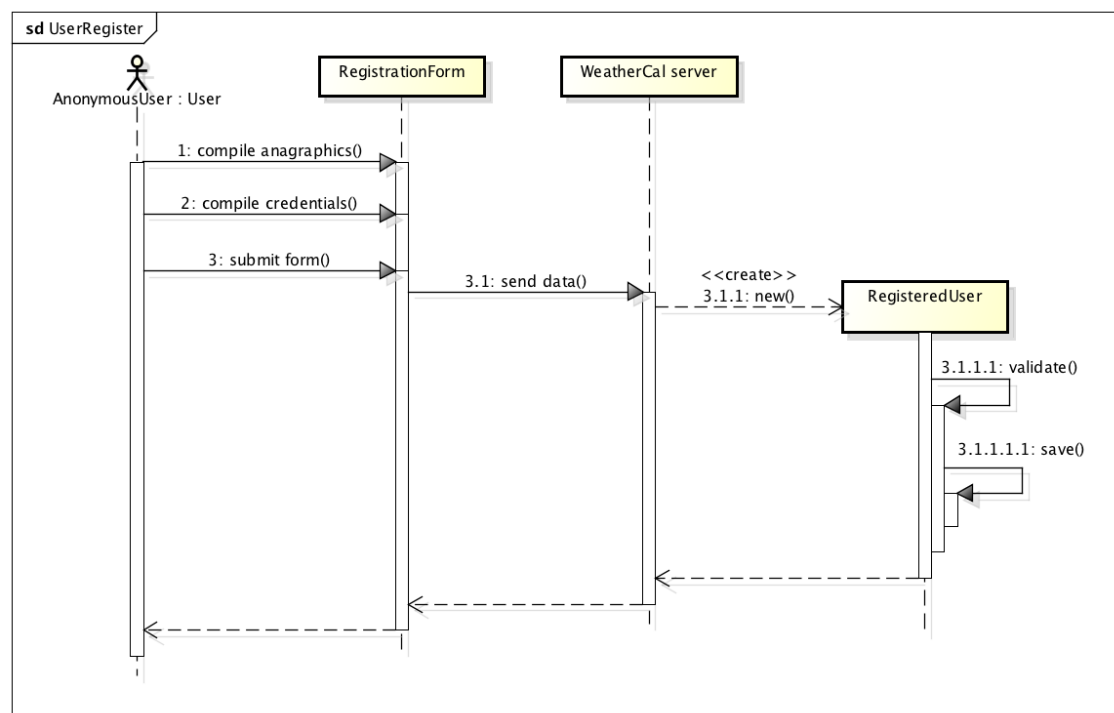 sd UserRegister
AnonymousUser : User
RegistrationForm
WeatherCal server
1: compile anagraphics()
2: compile credentials()
3: submit form()
3.1: send data()
<<create>>
3.1.1: new()
RegisteredUser
3.1.1.1: validate()
3.1.1.1.1: save()